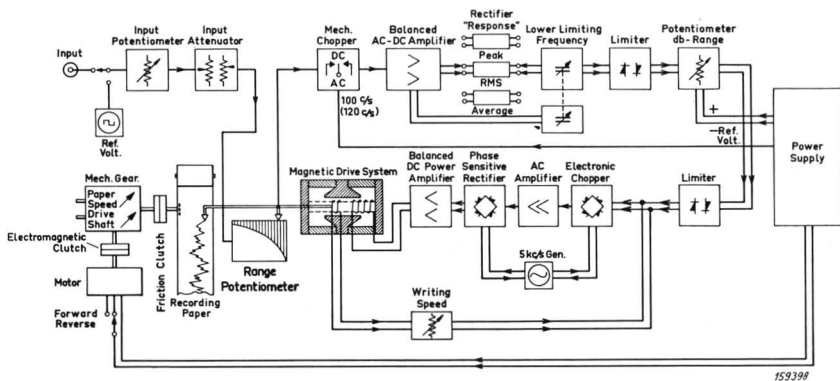 Input
Input
Potentiometer
Input
Attenuator
Ref.
Volt.
Mech.
Chopper
DC
AC
100 c/s
(120 c/s)
Balanced
AC-DC Amplifier
Rectifier
"Response"
Peak
RMS
Average
Lower Limiting
Frequency
Limiter
Potentiometer
db-Range
+
-Ref.
Volt.
Power
Supply
Mech. Gear.
Paper
Speed
Drive
Shaft
Electromagnetic
Clutch
Motor
Forward
Reverse
Friction Clutch
Recording
Paper
Range
Potentiometer
Magnetic Drive System
Balanced
DC Power
Amplifier
Phase
Sensitive
Rectifier
AC
Amplifier
Electronic
Chopper
Limiter
5kc/s Gen.
Writing
Speed
159398